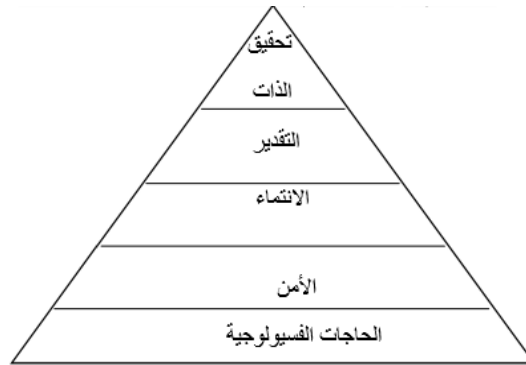 تحقيق
الذات
التقدير
الانتماء
الأمن
الحاجات الفسيولوجية